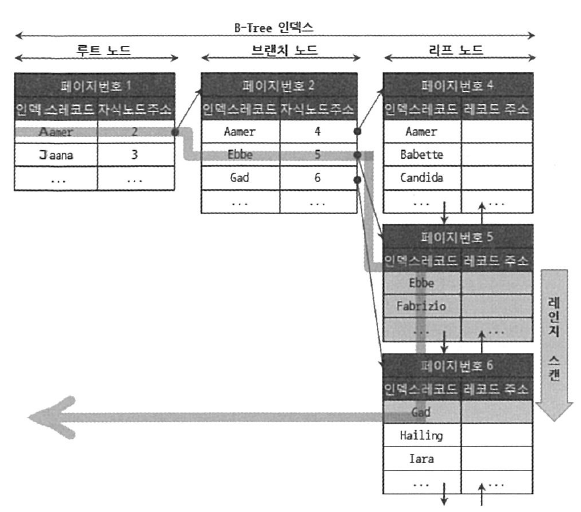 B-Tree 인덱스
루트 노드
브랜치 노드
리프 노드
페이지번호 1
인덱스레코드 자식노드주소
Aamer 2
Jaana 3
... ...
페이지번호 2
인덱스레코드 자식노드주소
Aamer 4
Ebbe 5
Gad 6
... ...
페이지번호 4
인덱스레코드 레코드 주소
Aamer
Babette
Candida
... ...
페이지번호 5
인덱스레코드 레코드 주소
Ebbe
Fabrizio
... ...
페이지번호 6
인덱스레코드 레코드 주소
Gad
Hailing
Iara
... ...
레인지 스캔